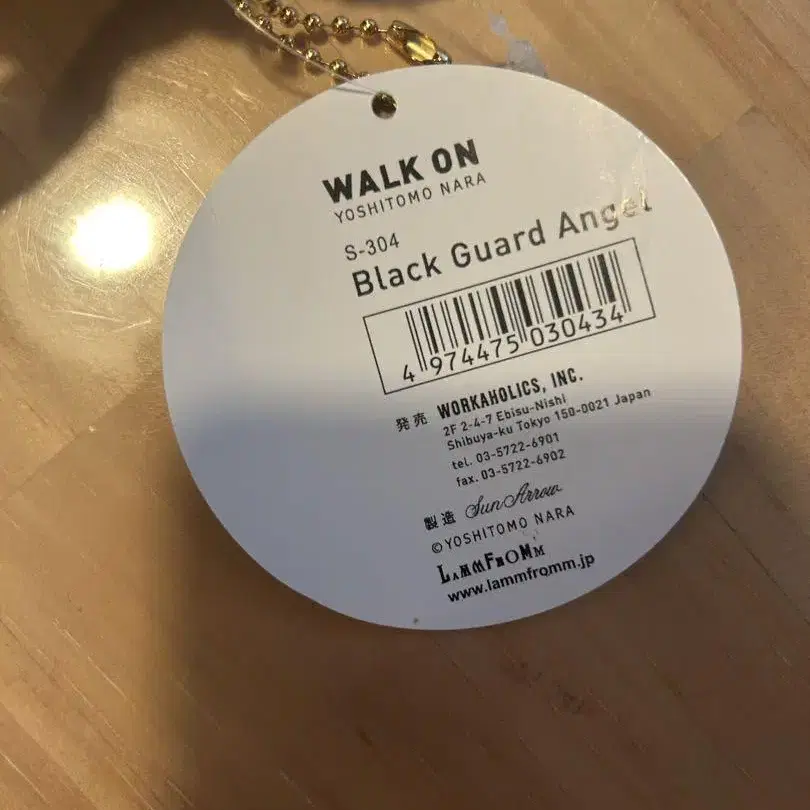 WALK ON
YOSHITOMO NARA
S-304
Black Guard Angel
4 974475 030434
発売 WORKAHOLICS, INC.
2F 2-4-7 Ebisu-Nishi
Shibuya-ku Tokyo 150-0021 Japan
tel. 03-5722-6901
fax. 03-5722-6902
製造 Sun Arrow
©YOSHITOMO NARA
LAMMFROMM
www.lammfromm.jp